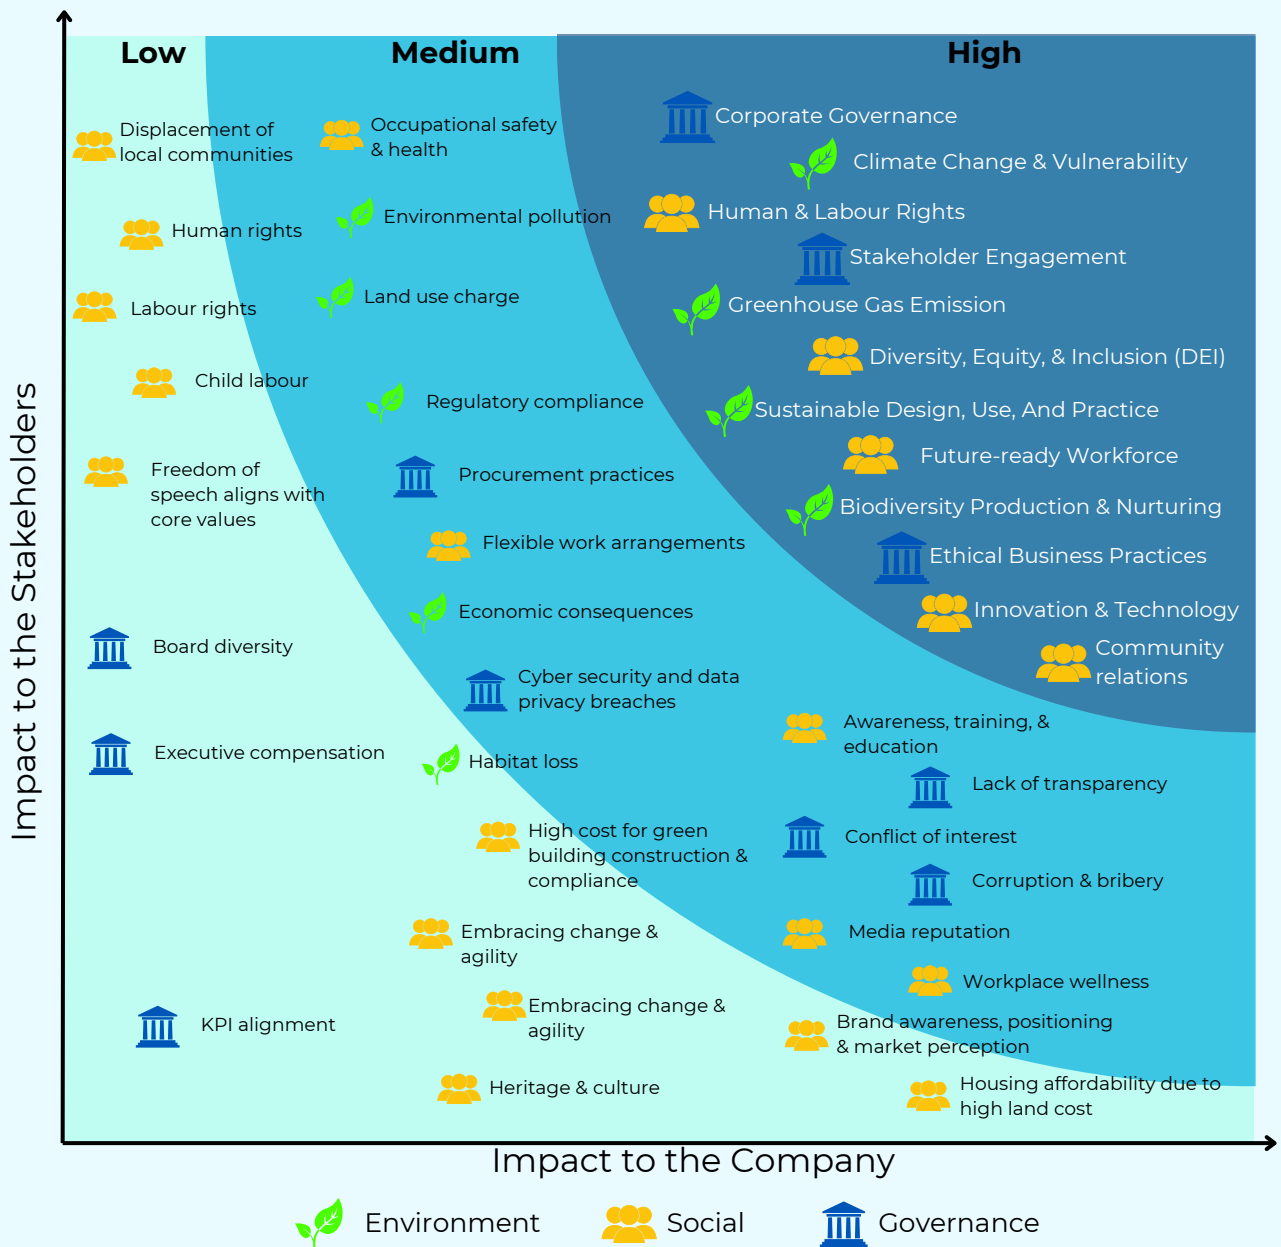 Low
Medium
High
Displacement of
local communities
Human rights
Labour rights
Child labour
Freedom of
speech aligns with
core values
Board diversity
Executive compensation
KPI alignment
Occupational safety
& health
Environmental pollution
Land use charge
Regulatory compliance
Procurement practices
Flexible work arrangements
Economic consequences
Cyber security and data
privacy breaches
Habitat loss
High cost for green
building construction &
compliance
Embracing change &
agility
Embracing change &
agility
Heritage & culture
Corporate Governance
Climate Change & Vulnerability
Human & Labour Rights
Stakeholder Engagement
Greenhouse Gas Emission
Diversity, Equity, & Inclusion (DEI)
Sustainable Design, Use, And Practice
Future-ready Workforce
Biodiversity Production & Nurturing
Ethical Business Practices
Innovation & Technology
Community
relations
Awareness, training, &
education
Lack of transparency
Conflict of interest
Corruption & bribery
Media reputation
Workplace wellness
Brand awareness, positioning
& market perception
Housing affordability due to
high land cost
Impact to the Stakeholders
Impact to the Company
Environment
Social
Governance